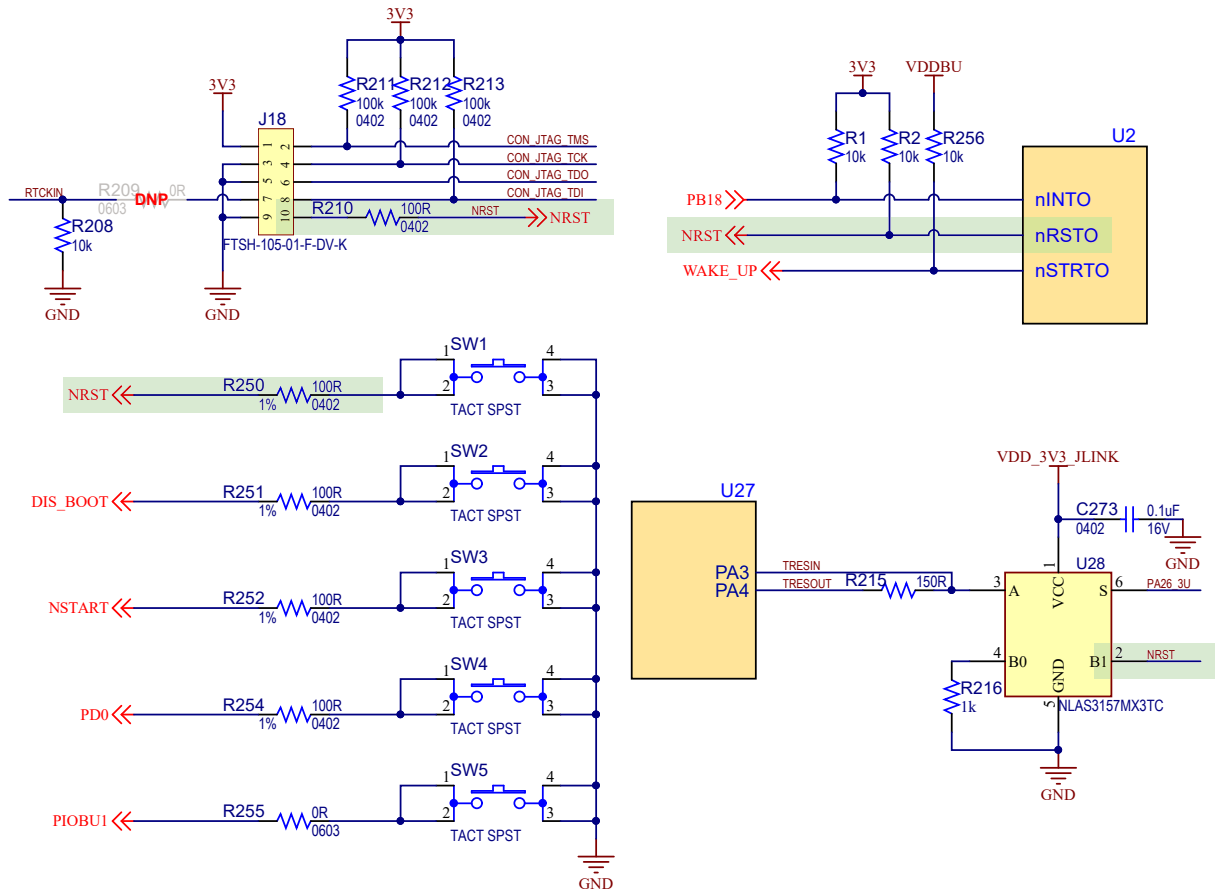 3V3
3V3
R211
100k
0402
R212
100k
0402
R213
100k
0402
J18
1
2
3
4
5
6
7
8
9
10
CON_JTAG_TMS
CON_JTAG_TCK
CON_JTAG_TDO
CON_JTAG_TDI
RTCKIN
R209
0R
DNP
0603
R208
10k
R210
100R
0402
NRST
NRST
FTSH-105-01-F-DV-K
GND
GND
3V3
VDDBU
R1
10k
R2
10k
R256
10k
U2
PB18
nINTO
NRST
nRSTO
WAKE_UP
nSTRTO
SW1
1
4
2
3
NRST
R250
100R
1%
0402
TACT SPST
SW2
1
4
2
3
DIS_BOOT
R251
100R
1%
0402
TACT SPST
SW3
1
4
2
3
NSTART
R252
100R
1%
0402
TACT SPST
SW4
1
4
2
3
PD0
R254
100R
1%
0402
TACT SPST
SW5
1
4
2
3
PIOBU1
R255
0R
0603
TACT SPST
GND
U27
PA3
PA4
TRESIN
TRESOUT
R215
150R
VDD_3V3_JLINK
C273
0.1uF
0402
16V
GND
U28
1
VCC
3
A
S
6
PA26_3U
4
B0
B1
2
NRST
GND
5
R216
1k
NLAS3157MX3TC
GND